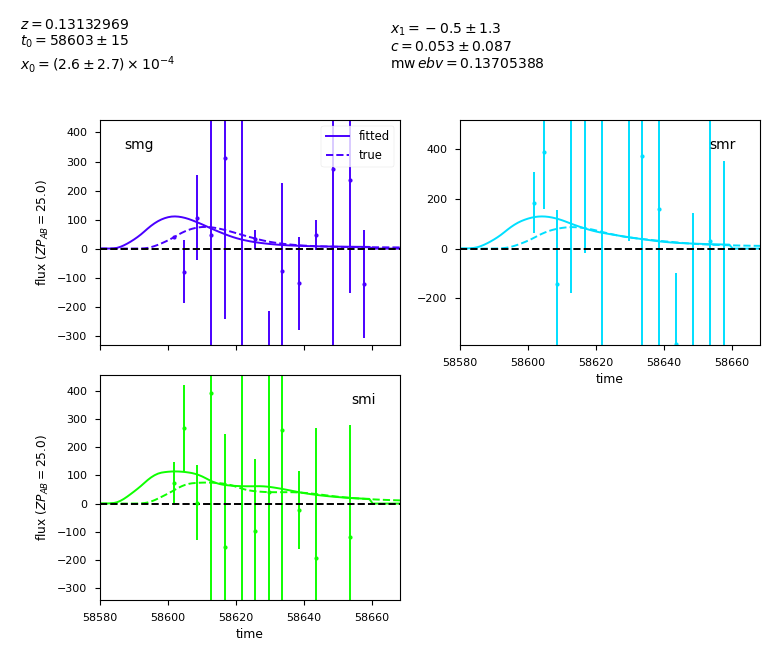 z = 0.13132969
t₀ = 58603 ± 15
x₀ = (2.6 ± 2.7) × 10⁻⁴
x₁ = −0.5 ± 1.3
c = 0.053 ± 0.087
mw ebv = 0.13705388
smg
fitted
true
400
300
200
100
0
−100
−200
−300
flux (ZP_AB = 25.0)
smr
400
200
0
−200
58580 58600 58620 58640 58660
time
smi
400
300
200
100
0
−100
−200
−300
flux (ZP_AB = 25.0)
58580 58600 58620 58640 58660
time